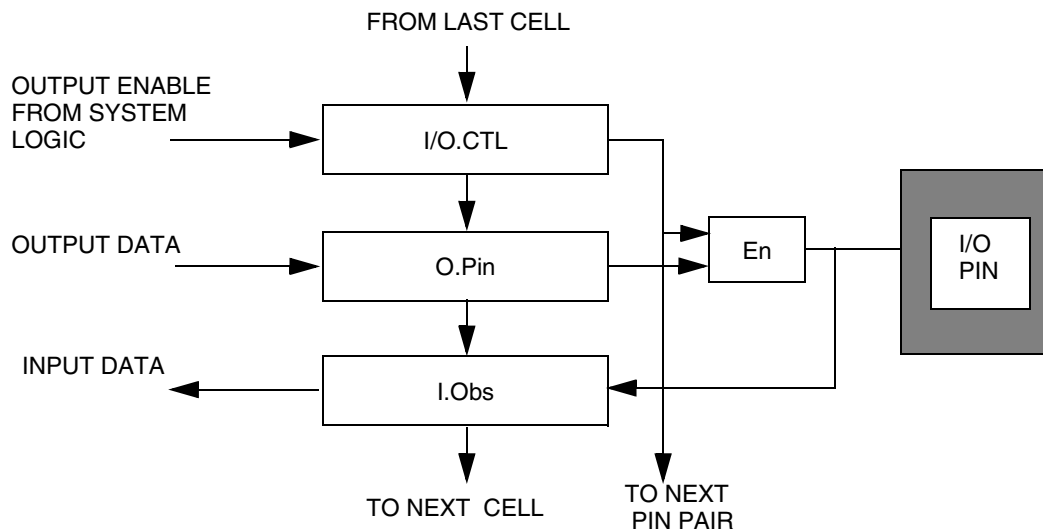 FROM LAST CELL
OUTPUT ENABLE
FROM SYSTEM
LOGIC
I/O.CTL
OUTPUT DATA
O.Pin
En
I/O
PIN
INPUT DATA
I.Obs
TO NEXT CELL
TO NEXT
PIN PAIR